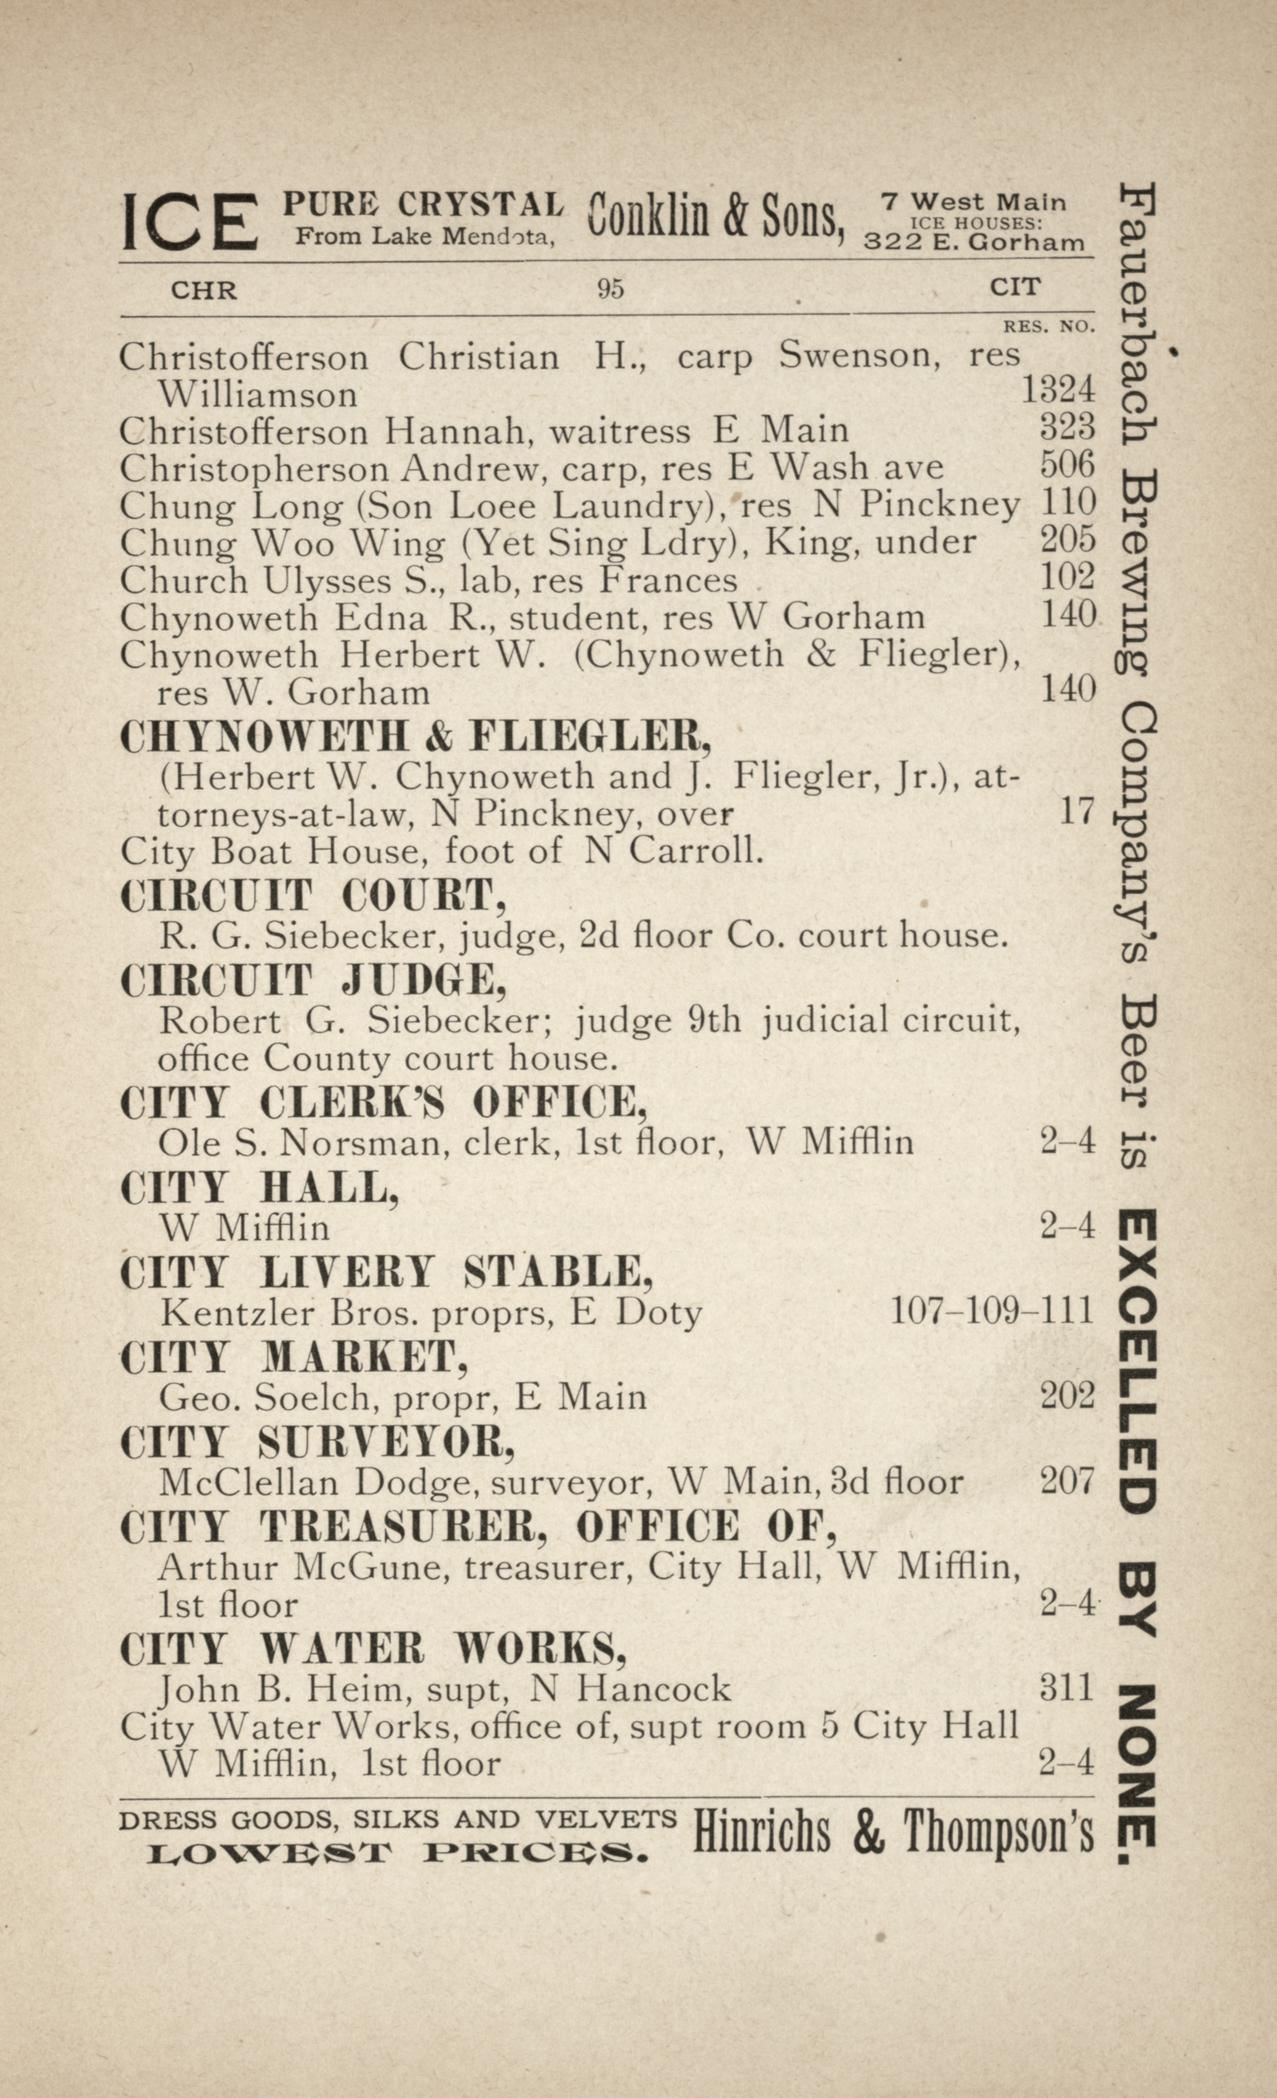 ICE PURE CRYSTAL From Lake Mendota, Conklin & Sons, 7 West Main ICE HOUSES: 322 E. Gorham
CHR 95 CIT
RES. NO.
Christofferson Christian H., carp Swenson, res
Williamson 1324
Christofferson Hannah, waitress E Main 323
Christopherson Andrew, carp, res E Wash ave 506
Chung Long (Son Loee Laundry), res N Pinckney 110
Chung Woo Wing (Yet Sing Ldry), King, under 205
Church Ulysses S., lab, res Frances 102
Chynoweth Edna R., student, res W Gorham 140
Chynoweth Herbert W. (Chynoweth & Fliegler),
res W. Gorham 140
CHYNOWETH & FLIEGLER,
(Herbert W. Chynoweth and J. Fliegler, Jr.), at-
torneys-at-law, N Pinckney, over 17
City Boat House, foot of N Carroll.
CIRCUIT COURT,
R. G. Siebecker, judge, 2d floor Co. court house.
CIRCUIT JUDGE,
Robert G. Siebecker; judge 9th judicial circuit,
office County court house.
CITY CLERK'S OFFICE,
Ole S. Norsman, clerk, 1st floor, W Mifflin 2–4
CITY HALL,
W Mifflin 2–4
CITY LIVERY STABLE,
Kentzler Bros. proprs, E Doty 107–109–111
CITY MARKET,
Geo. Soelch, propr, E Main 202
CITY SURVEYOR,
McClellan Dodge, surveyor, W Main, 3d floor 207
CITY TREASURER, OFFICE OF,
Arthur McGune, treasurer, City Hall, W Mifflin,
1st floor 2–4
CITY WATER WORKS,
John B. Heim, supt, N Hancock 311
City Water Works, office of, supt room 5 City Hall
W Mifflin, 1st floor 2–4
DRESS GOODS, SILKS AND VELVETS
LOWEST PRICES. Hinrichs & Thompson's
Fauerbach Brewing Company's Beer is EXCELLED BY NONE.